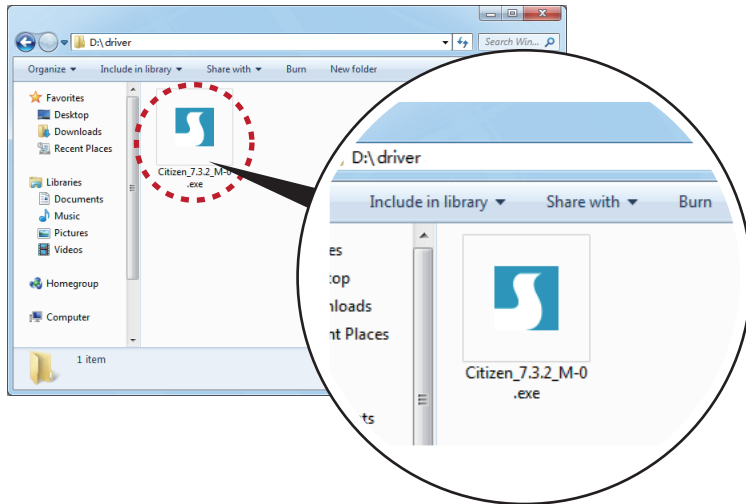 D:\driver
Search Win...
Organize
Include in library
Share with
Burn
New folder
Favorites
Desktop
Downloads
Recent Places
Libraries
Documents
Music
Pictures
Videos
Homegroup
Computer
Citizen_7.3.2_M-0
.exe
1 item
D:\driver
Include in library
Share with
Burn
es
top
nloads
nt Places
ts
Citizen_7.3.2_M-0
.exe